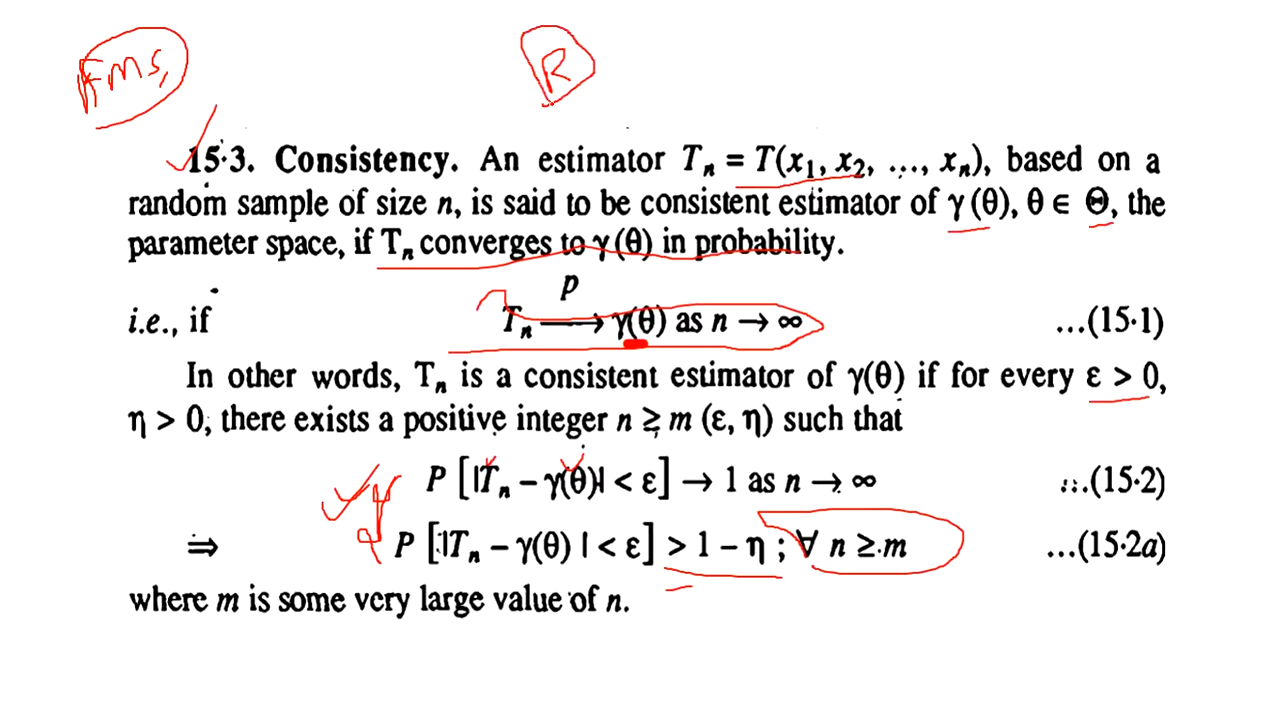 fms,
R
15·3. Consistency. An estimator Tₙ = T(x₁, x₂, ..., xₙ), based on a
random sample of size n, is said to be consistent estimator of γ(θ), θ ∈ Θ, the
parameter space, if Tₙ converges to γ(θ) in probability.
p
i.e., if Tₙ ⟶ γ(θ) as n → ∞ ...(15·1)
In other words, Tₙ is a consistent estimator of γ(θ) if for every ε > 0,
η > 0, there exists a positive integer n ≥ m (ε, η) such that
P [|Tₙ − γ(θ)| < ε] → 1 as n → ∞ ...(15·2)
⇒ P [|Tₙ − γ(θ) | < ε] > 1 − η ; ∀ n ≥ m ...(15·2a)
where m is some very large value of n.